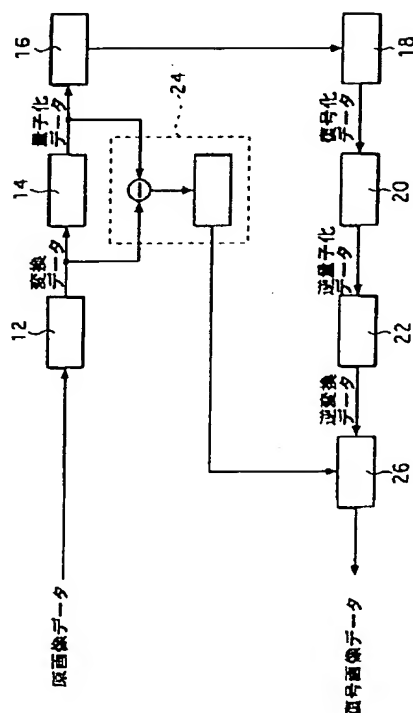 原画像データ
12
変換
データ
14
量子化
データ
16
24
18
復号化
データ
20
逆量子化
データ
22
逆変換
データ
26
復号画像データ